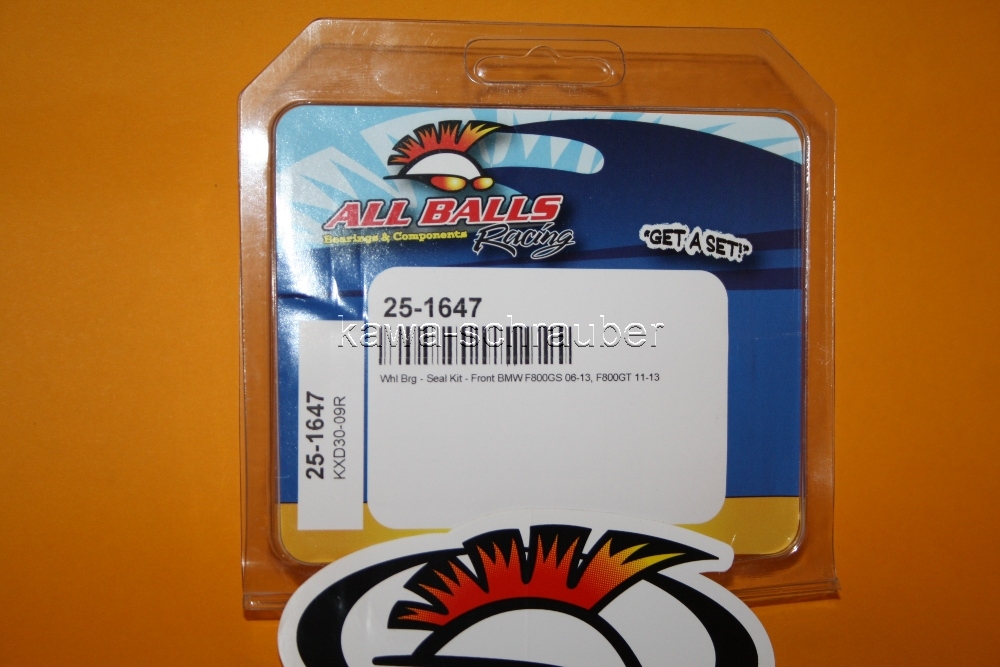 ALL BALLS
Bearings & Components
Racing
"GET A SET!"
25-1647
kawa-schrauber
Whl Brg - Seal Kit - Front BMW F800GS 06-13, F800GT 11-13
25-1647
KXD30-09R